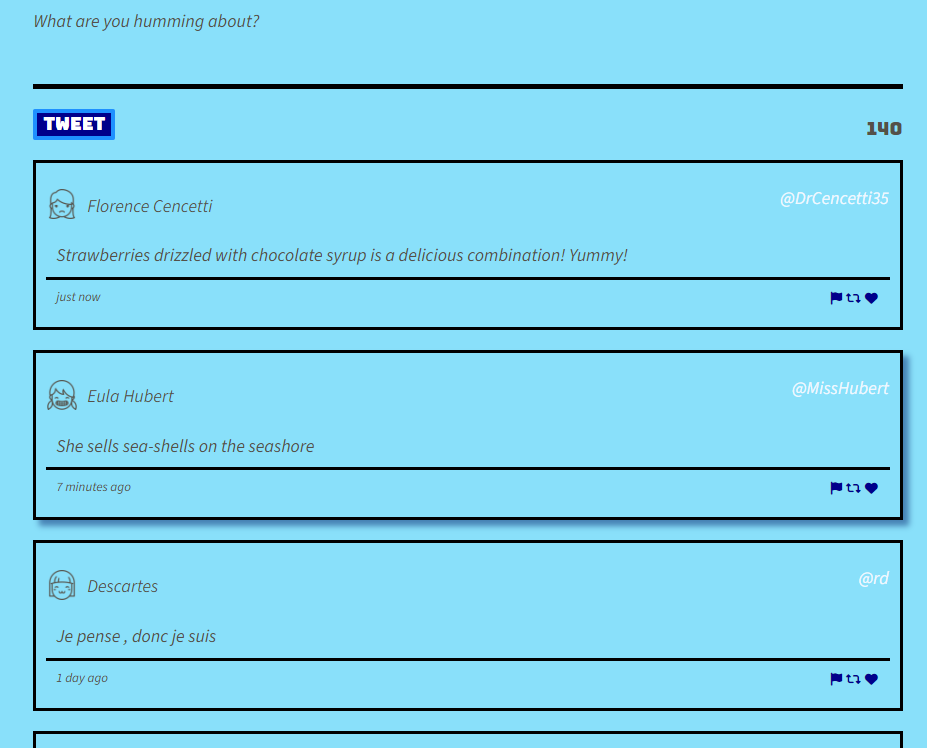 What are you humming about?
TWEET
140
Florence Cencetti
@DrCencetti35
Strawberries drizzled with chocolate syrup is a delicious combination! Yummy!
just now
Eula Hubert
@MissHubert
She sells sea-shells on the seashore
7 minutes ago
Descartes
@rd
Je pense , donc je suis
1 day ago